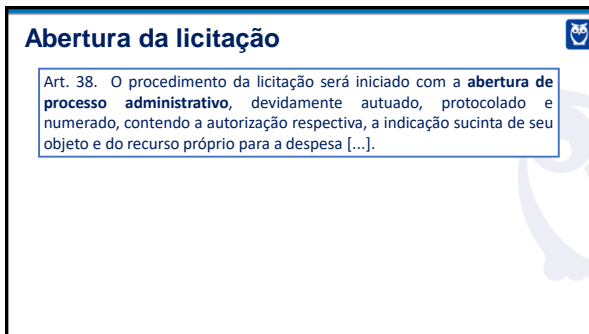 Abertura da licitação
Art. 38. O procedimento da licitação será iniciado com a abertura de
processo administrativo, devidamente autuado, protocolado e
numerado, contendo a autorização respectiva, a indicação sucinta de seu
objeto e do recurso próprio para a despesa [...].